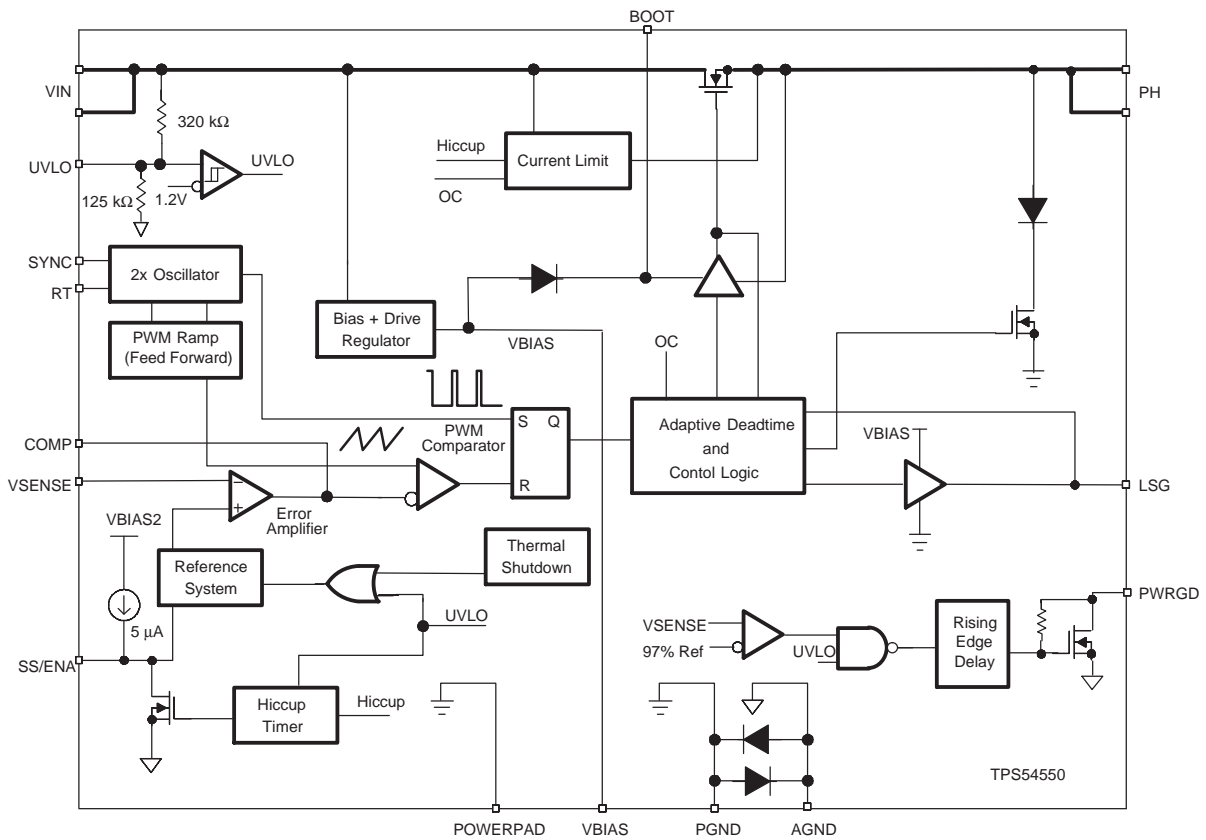 BOOT
VIN
PH
320 kΩ
Hiccup
Current Limit
UVLO
UVLO
125 kΩ
1.2V
OC
SYNC
2x Oscillator
RT
Bias + Drive
Regulator
PWM Ramp
(Feed Forward)
VBIAS
OC
PWM
Comparator
S
Q
R
Adaptive Deadtime
and
Contol Logic
VBIAS
COMP
VSENSE
−
+
Error
Amplifier
LSG
VBIAS2
Thermal
Shutdown
Reference
System
5 µA
UVLO
PWRGD
VSENSE
97% Ref
UVLO
Rising
Edge
Delay
SS/ENA
Hiccup
Timer
Hiccup
TPS54550
POWERPAD
VBIAS
PGND
AGND